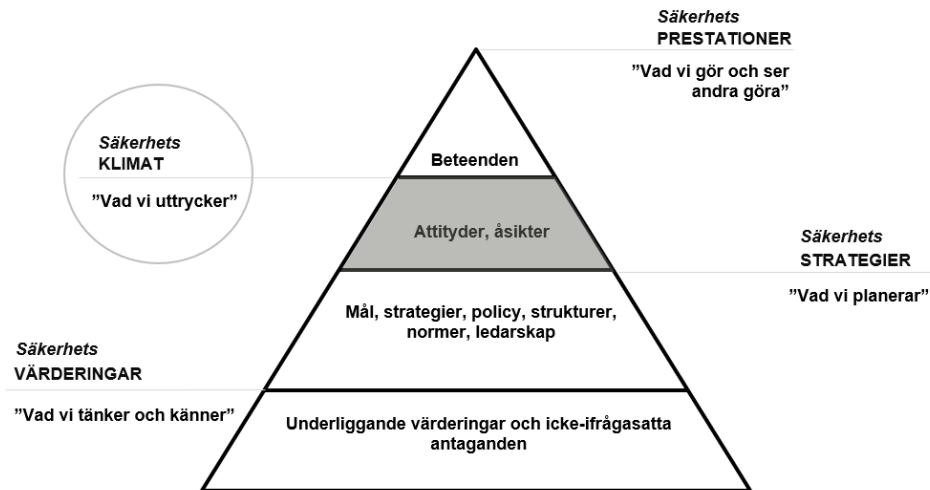 Säkerhets
PRESTATIONER
”Vad vi gör och ser
andra göra”
Säkerhets
KLIMAT
”Vad vi uttrycker”
Beteenden
Attityder, åsikter
Säkerhets
STRATEGIER
”Vad vi planerar”
Mål, strategier, policy, strukturer,
normer, ledarskap
Säkerhets
VÄRDERINGAR
”Vad vi tänker och känner”
Underliggande värderingar och icke-ifrågasatta
antaganden